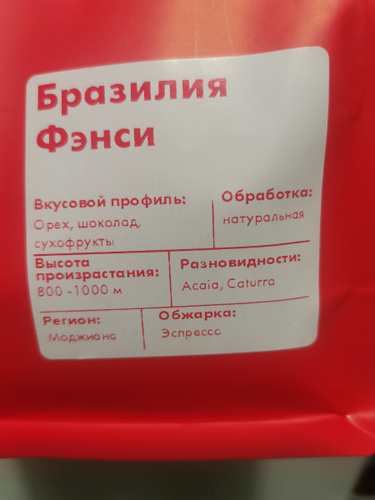 Бразилия
Фэнси
Вкусовой профиль:
Орех, шоколад,
сухофрукты
Обработка:
натуральная
Высота
произрастания:
800 -1000 м
Разновидности:
Acaia, Caturra
Регион:
Моджиана
Обжарка:
Эспрессо